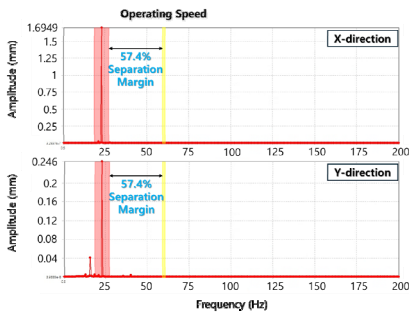 Operating Speed
1.6949
1.5
1.25
1
0.75
0.5
0.25
Amplitude (mm)
X-direction
57.4%
Separation
Margin
25 50 75 100 125 150 175 200
0.246
0.2
0.16
0.12
0.08
0.04
Amplitude (mm)
Y-direction
57.4%
Separation
Margin
25 50 75 100 125 150 175 200
Frequency (Hz)